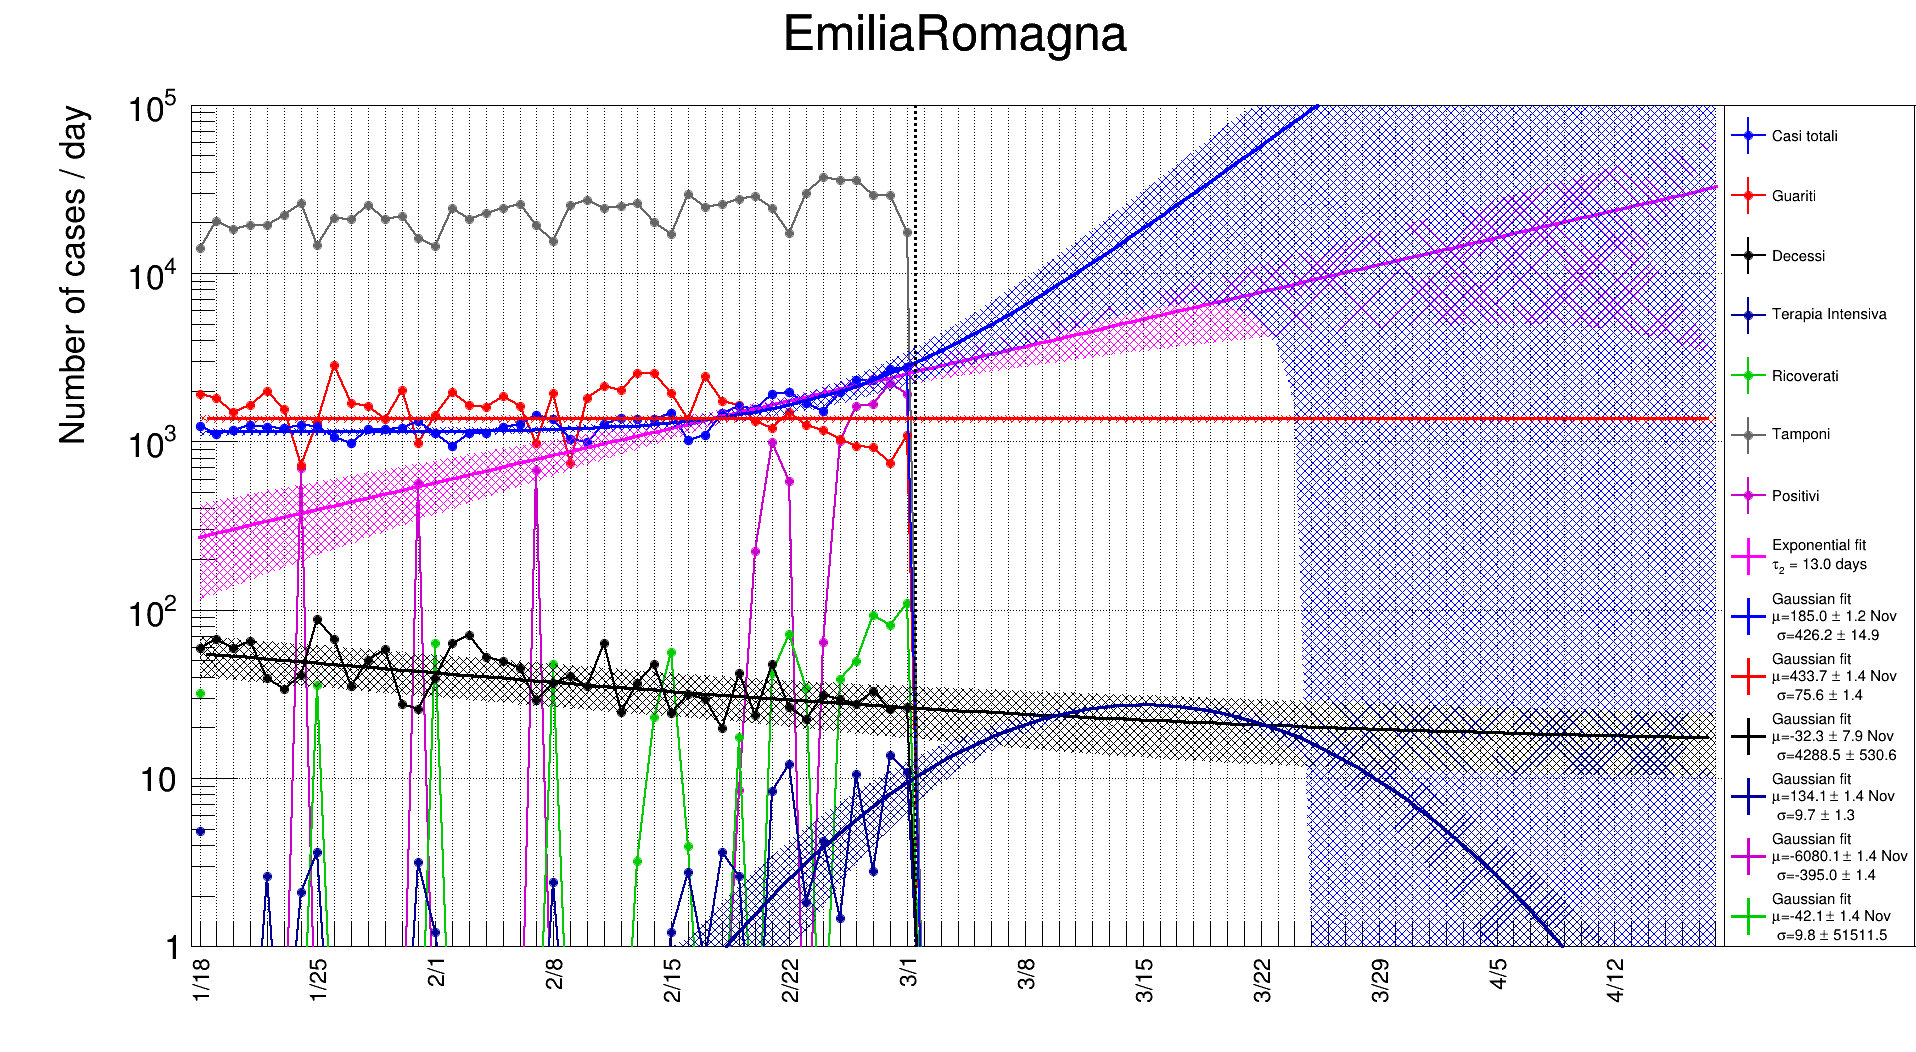 EmiliaRomagna
Number of cases / day
10^5
10^4
10^3
10^2
10
1
1/18
1/25
2/1
2/8
2/15
2/22
3/1
3/8
3/15
3/22
3/29
4/5
4/12
Casi totali
Guariti
Decessi
Terapia Intensiva
Ricoverati
Tamponi
Positivi
Exponential fit
τ₂ = 13.0 days
Gaussian fit
μ=185.0 ± 1.2 Nov
σ=426.2 ± 14.9
Gaussian fit
μ=433.7 ± 1.4 Nov
σ=75.6 ± 1.4
Gaussian fit
μ=-32.3 ± 7.9 Nov
σ=4288.5 ± 530.6
Gaussian fit
μ=134.1 ± 1.4 Nov
σ=9.7 ± 1.3
Gaussian fit
μ=-6080.1 ± 1.4 Nov
σ=-395.0 ± 1.4
Gaussian fit
μ=-42.1 ± 1.4 Nov
σ=9.8 ± 51511.5